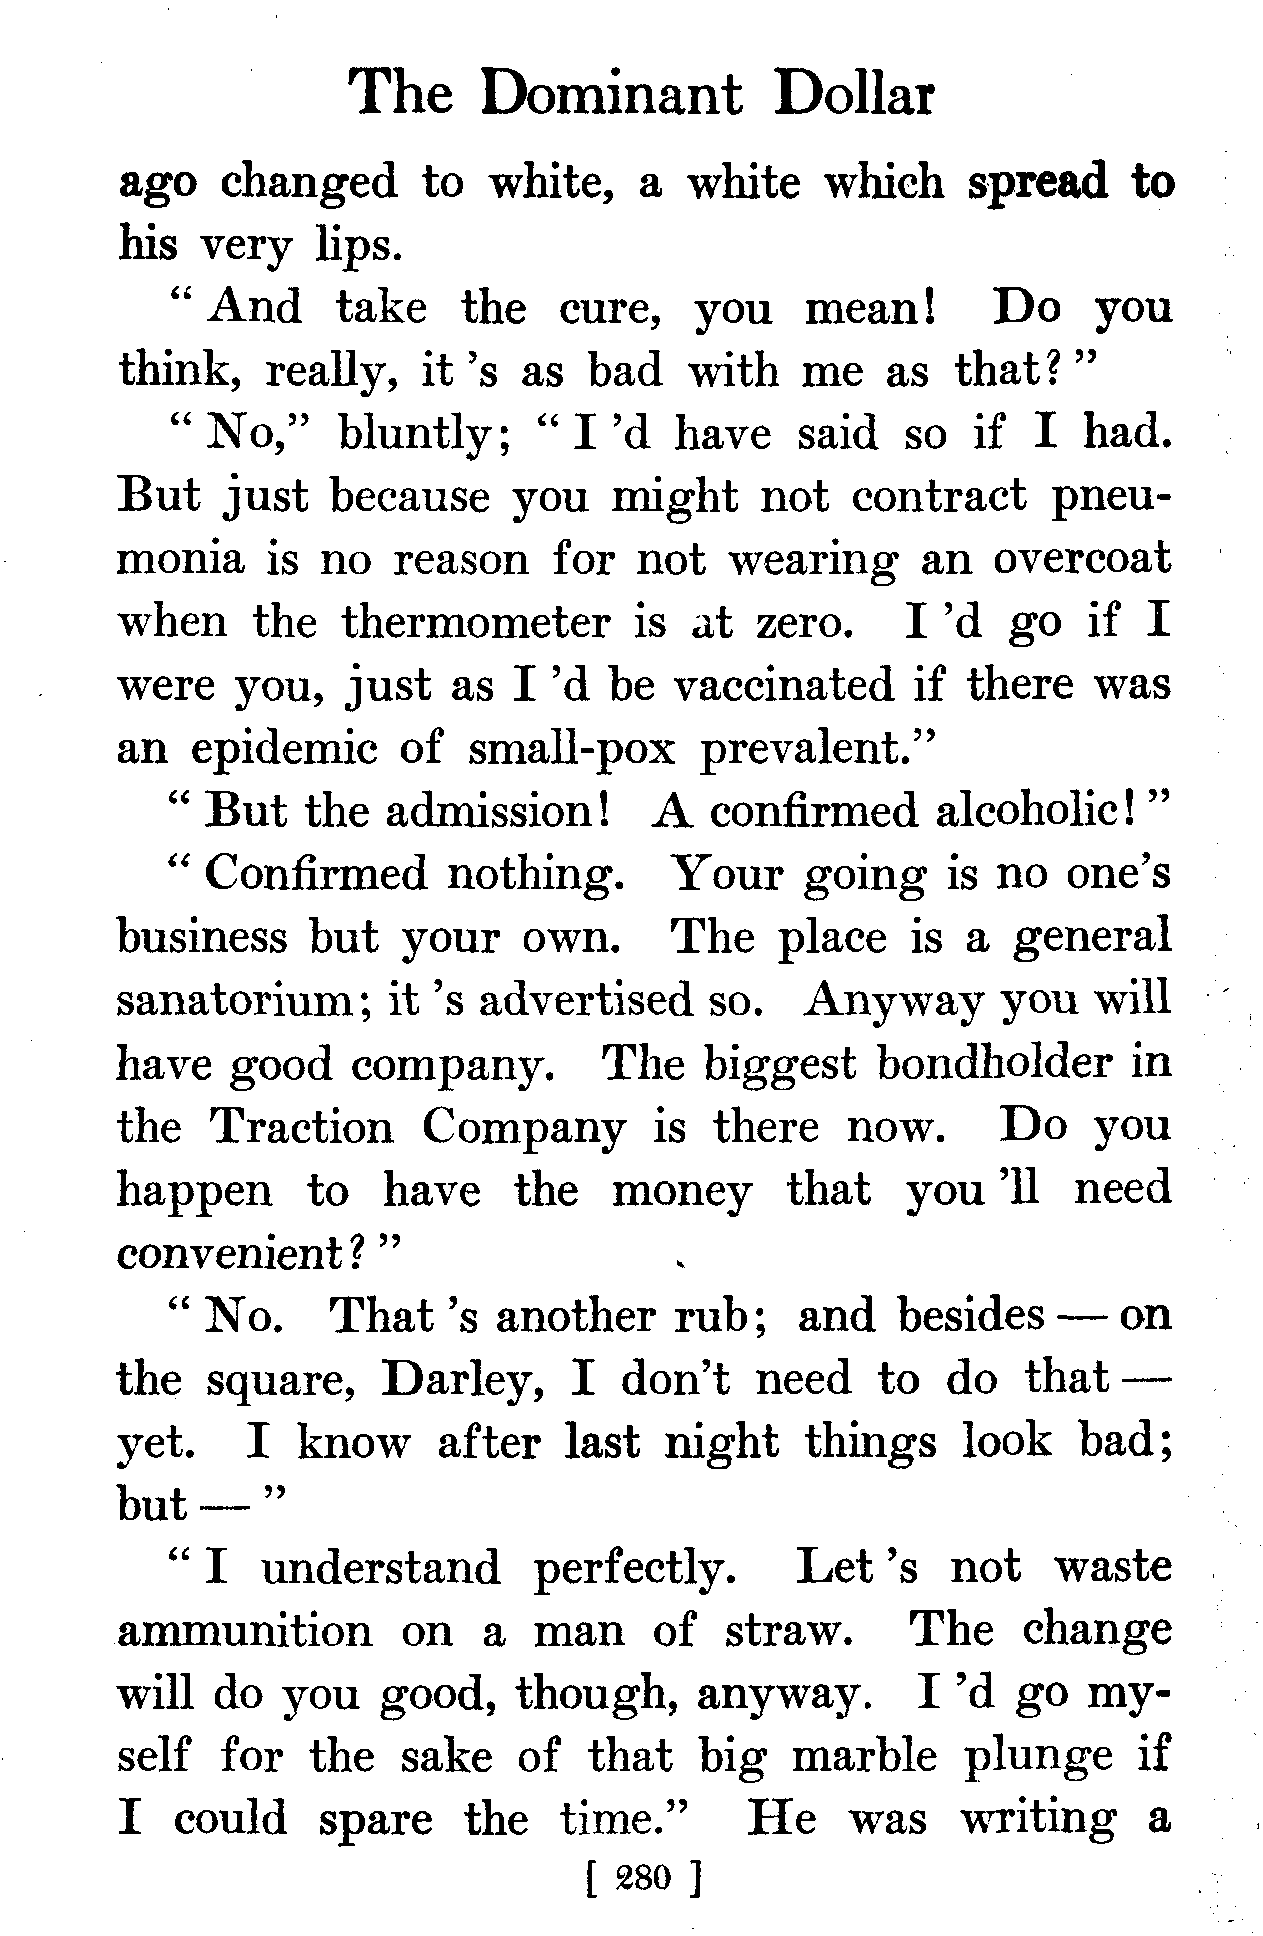 The Dominant Dollar
ago changed to white, a white which spread to
his very lips.
“ And take the cure, you mean! Do you
think, really, it 's as bad with me as that? ”
“ No,” bluntly; “ I 'd have said so if I had.
But just because you might not contract pneu-
monia is no reason for not wearing an overcoat
when the thermometer is at zero. I 'd go if I
were you, just as I 'd be vaccinated if there was
an epidemic of small-pox prevalent.”
“ But the admission! A confirmed alcoholic! ”
“ Confirmed nothing. Your going is no one's
business but your own. The place is a general
sanatorium; it 's advertised so. Anyway you will
have good company. The biggest bondholder in
the Traction Company is there now. Do you
happen to have the money that you 'll need
convenient? ”
“ No. That 's another rub; and besides — on
the square, Darley, I don't need to do that —
yet. I know after last night things look bad;
but — ”
“ I understand perfectly. Let 's not waste
ammunition on a man of straw. The change
will do you good, though, anyway. I 'd go my-
self for the sake of that big marble plunge if
I could spare the time.” He was writing a
[ 280 ]